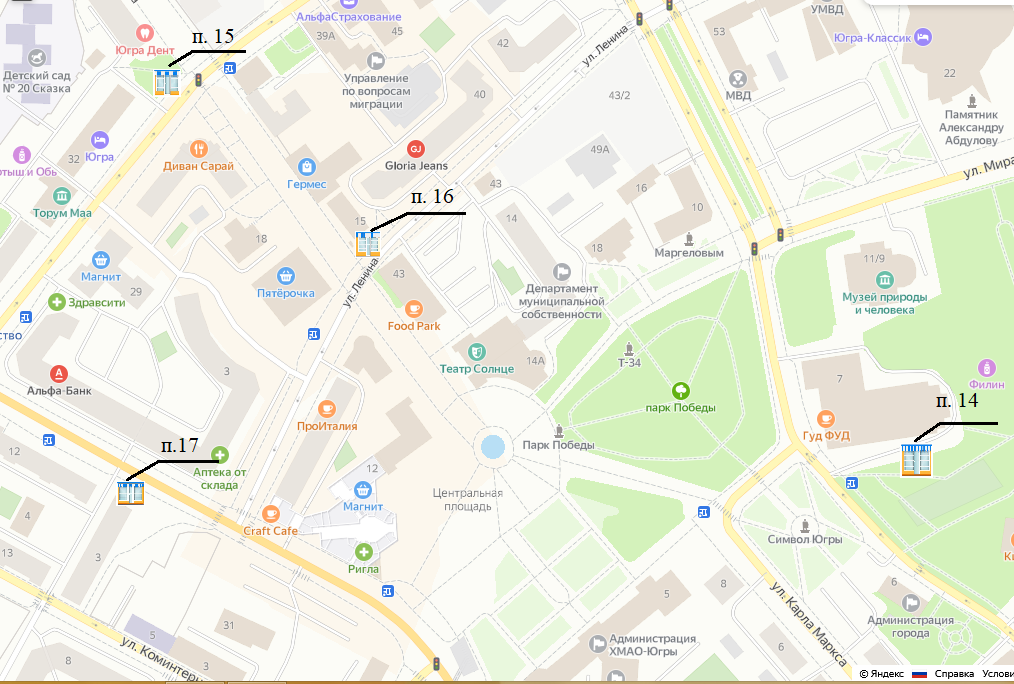 АльфаСтрахование
УМВД
Югра-Классик
39А
45
42
53
ул. Ленина
Югра Дент
п. 15
Детский сад
№ 20 Сказка
Управление
по вопросам
миграции
40
43/2
МВД
22
Памятник
Александру
Абдулову
32
Югра
Диван Сарай
Гермес
Gloria Jeans
49А
ул. Мира
Торум Маа
43
п. 16
15
14
16
10
18
18
Маргеловым
11/9
Магнит
29
Пятёрочка
43
ул. Ленина
Департамент
муниципальной
собственности
Музей природы
и человека
Здравсити
Food Park
3
Театр Солнце
14А
Т-34
Альфа-Банк
7
Филин
парк Победы
п. 14
ПроИталия
Гуд ФУД
12
п.17
Аптека от
склада
12
Парк Победы
Магнит
Центральная
площадь
4
Craft Cafe
Символ Югры
13
3
Ригла
8
5
6
ул. Карла Маркса
Администрация
города
5
31
ул. Коминтерн
8
3
Администрация
ХМАО-Югры
6
© Яндекс
Справка
Услови